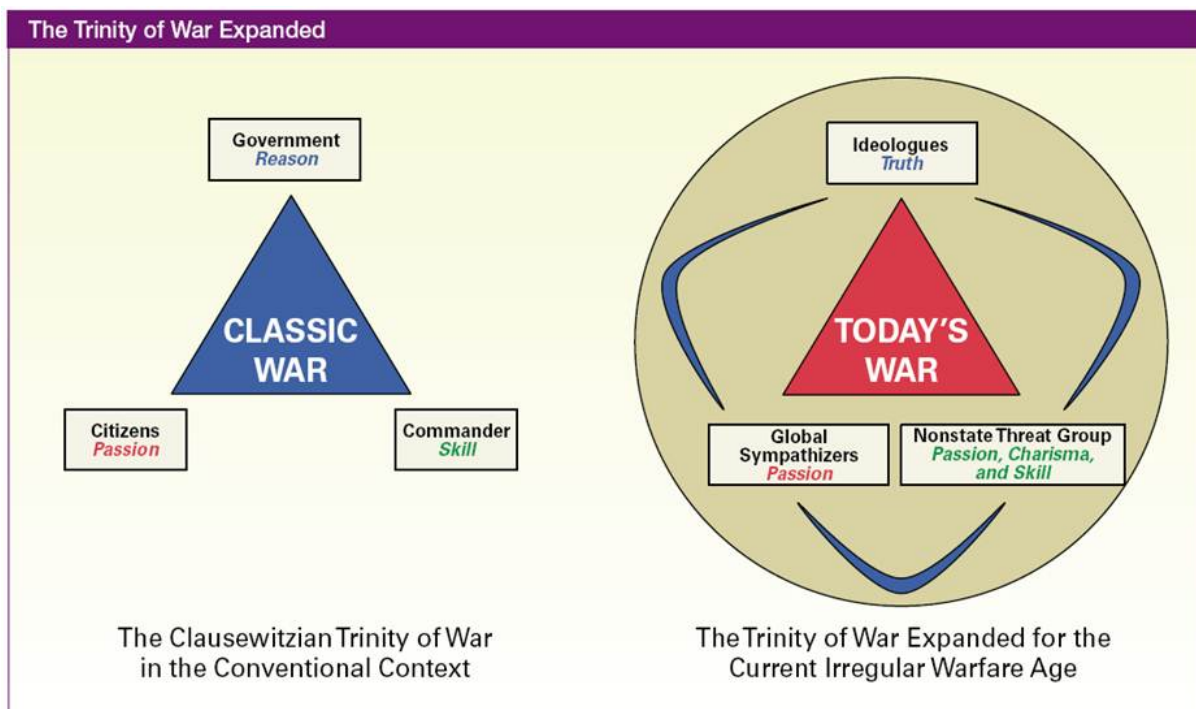 The Trinity of War Expanded
Government
Reason
CLASSIC
WAR
Citizens
Passion
Commander
Skill
The Clausewitzian Trinity of War
in the Conventional Context
Ideologues
Truth
TODAY'S
WAR
Global
Sympathizers
Passion
Nonstate Threat Group
Passion, Charisma,
and Skill
The Trinity of War Expanded for the
Current Irregular Warfare Age